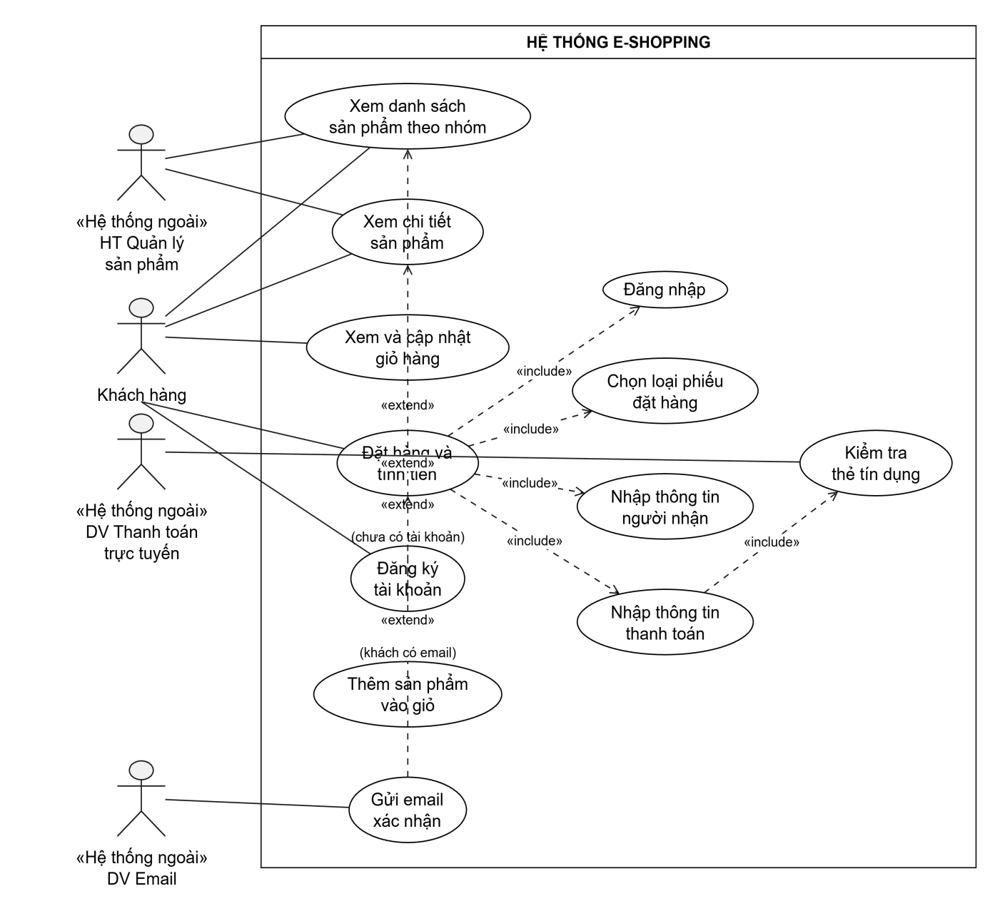 HỆ THỐNG E-SHOPPING
Xem danh sách
sản phẩm theo nhóm
«Hệ thống ngoài»
HT Quản lý
sản phẩm
Xem chi tiết
sản phẩm
Đăng nhập
Xem và cập nhật
giỏ hàng
«include»
Chọn loại phiếu
đặt hàng
Khách hàng
«extend»
«include»
Đặt hàng và
«extend»
tính tiền
Kiểm tra
thẻ tín dụng
«include»
Nhập thông tin
người nhận
«extend»
«Hệ thống ngoài»
DV Thanh toán
trực tuyến
(chưa có tài khoản)
«include»
«include»
Đăng ký
tài khoản
Nhập thông tin
thanh toán
«extend»
(khách có email)
Thêm sản phẩm
vào giỏ
Gửi email
xác nhận
«Hệ thống ngoài»
DV Email